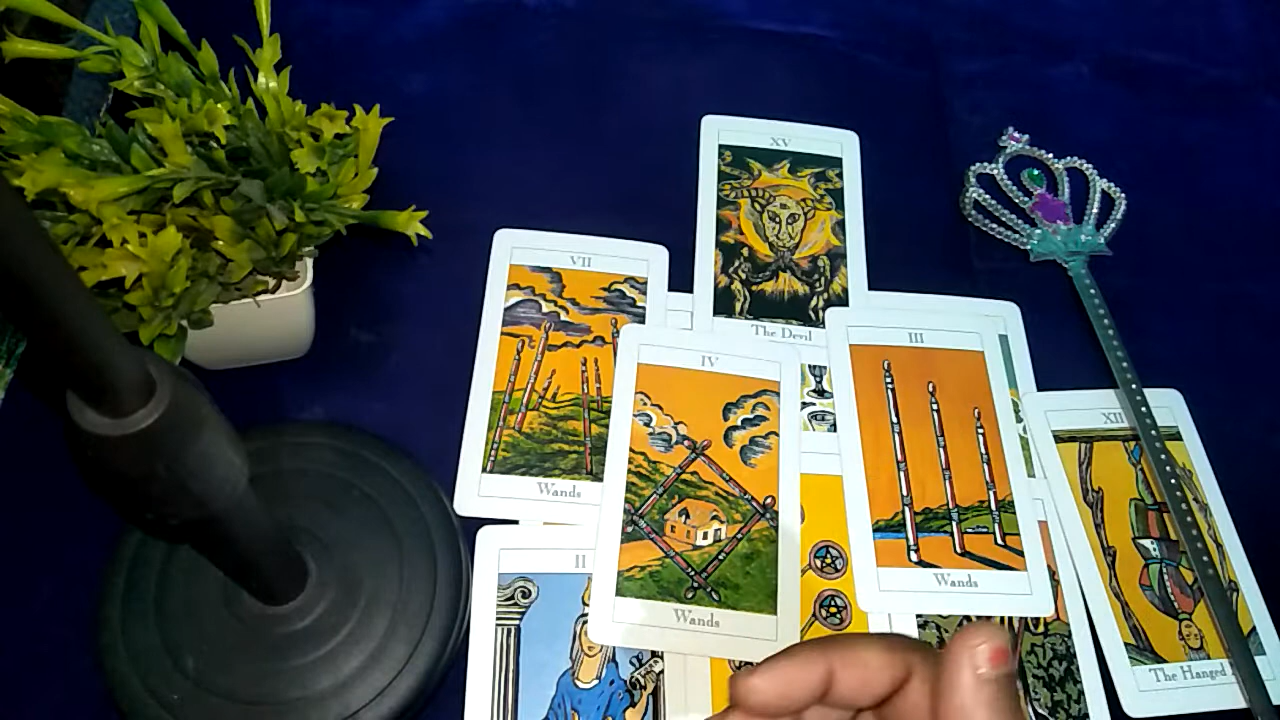 XV
The Devil
VII
Wands
IV
Wands
III
Wands
XII
The Hanged
II